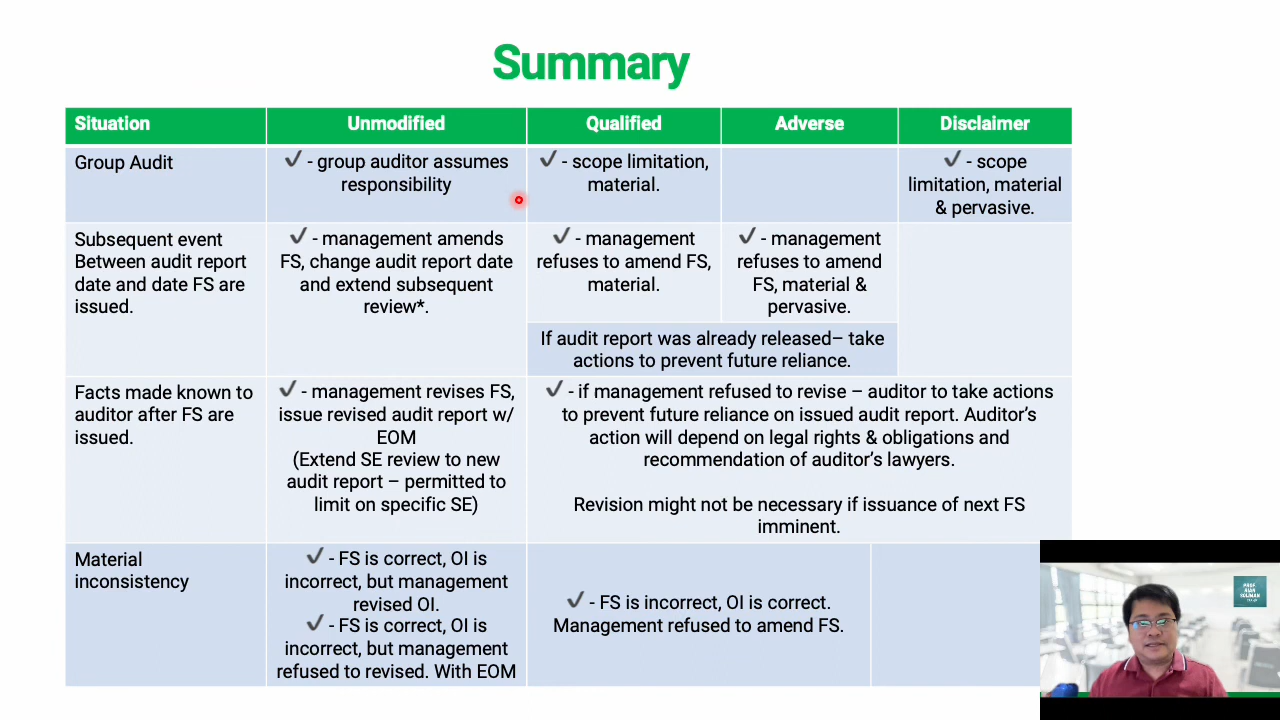 Summary
Situation
Unmodified
Qualified
Adverse
Disclaimer
Group Audit
✓ - group auditor assumes
responsibility
✓ - scope limitation,
material.
✓ - scope
limitation, material
& pervasive.
Subsequent event
Between audit report
date and date FS are
issued.
✓ - management amends
FS, change audit report date
and extend subsequent
review*.
✓ - management
refuses to amend FS,
material.
✓ - management
refuses to amend
FS, material &
pervasive.
If audit report was already released– take
actions to prevent future reliance.
Facts made known to
auditor after FS are
issued.
✓ - management revises FS,
issue revised audit report w/
EOM
(Extend SE review to new
audit report – permitted to
limit on specific SE)
✓ - if management refused to revise – auditor to take actions
to prevent future reliance on issued audit report. Auditor's
action will depend on legal rights & obligations and
recommendation of auditor's lawyers.
Revision might not be necessary if issuance of next FS
imminent.
Material
inconsistency
✓ - FS is correct, OI is
incorrect, but management
revised OI.
✓ - FS is correct, OI is
incorrect, but management
refused to revised. With EOM
✓ - FS is incorrect, OI is correct.
Management refused to amend FS.
PROF.
SOLIMAN